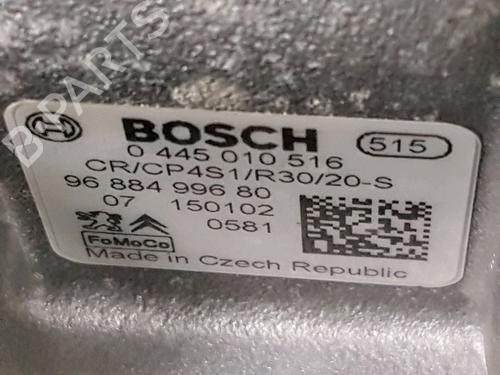 B PARTS
BOSCH 515
0 445 010 516
CR/CP4S1/R30/20-S
96 884 996 80
07 150102
0581
FoMoCo
Made in Czech Republic